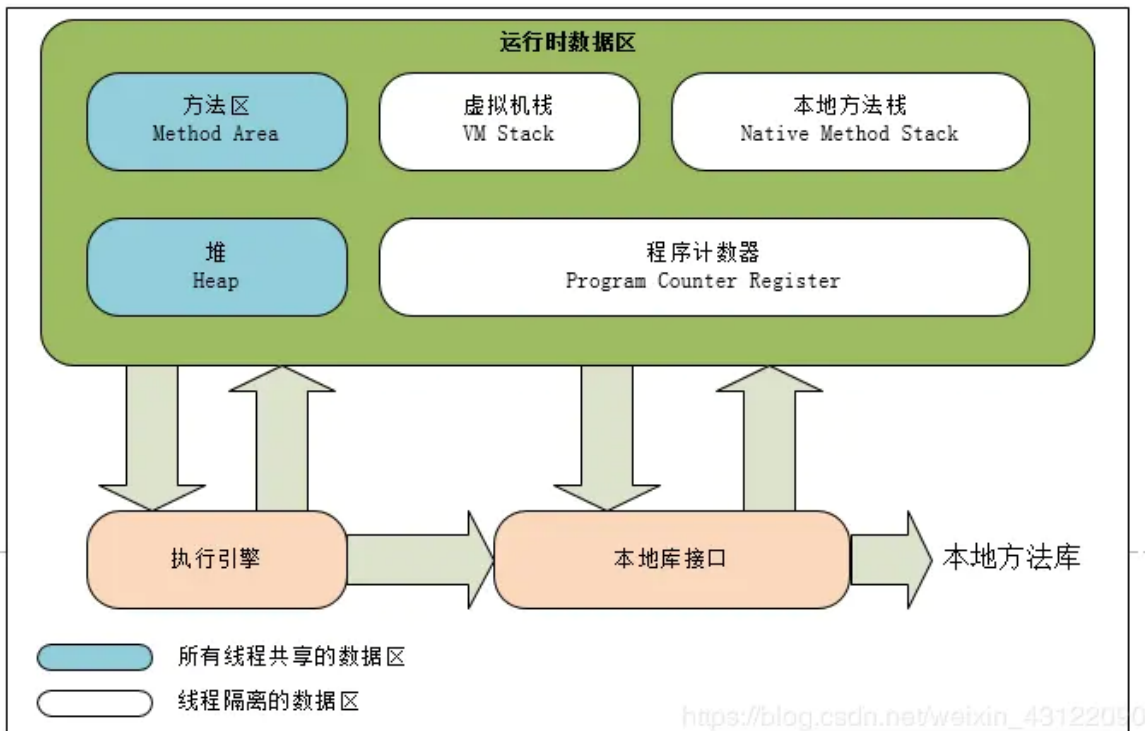 运行时数据区
方法区
Method Area
虚拟机栈
VM Stack
本地方法栈
Native Method Stack
堆
Heap
程序计数器
Program Counter Register
执行引擎
本地库接口
本地方法库
所有线程共享的数据区
线程隔离的数据区
https://blog.csdn.net/weixin_43122090